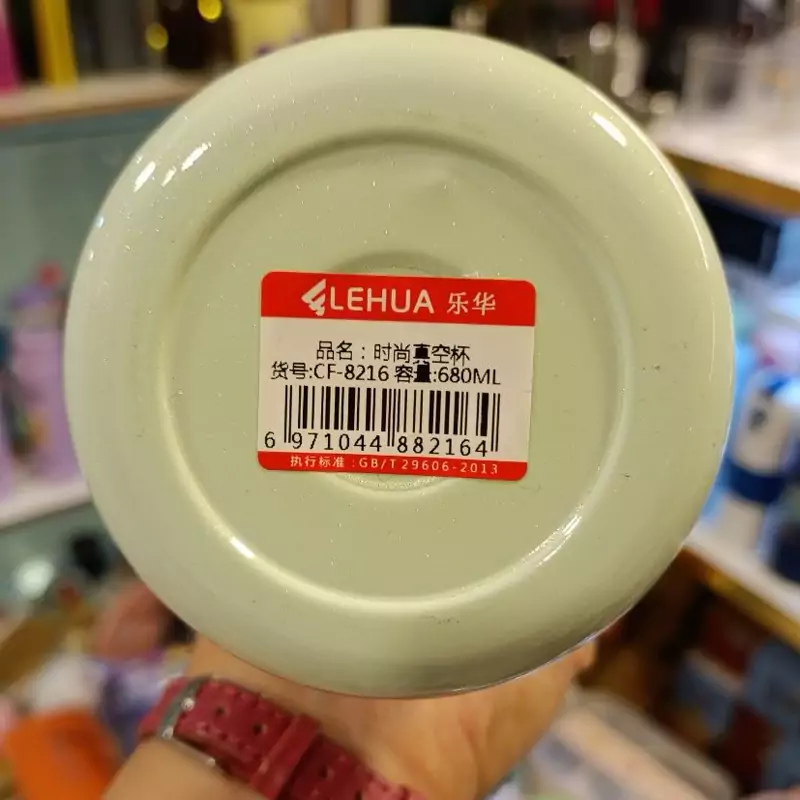 LEHUA 乐华
品名：时尚真空杯
货号:CF-8216 容量:680ML
6 971044 882164
执行标准:GB/T29606-2013